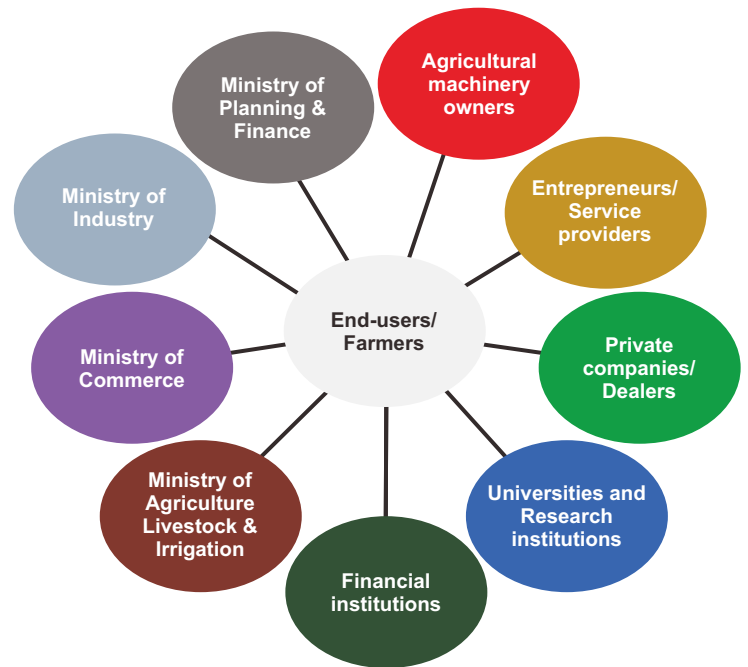 Agricultural
machinery
owners
Entrepreneurs/
Service
providers
Private
companies/
Dealers
Universities and
Research
institutions
Financial
institutions
Ministry of
Agriculture
Livestock &
Irrigation
Ministry of
Commerce
Ministry of
Industry
Ministry of
Planning &
Finance
End-users/
Farmers